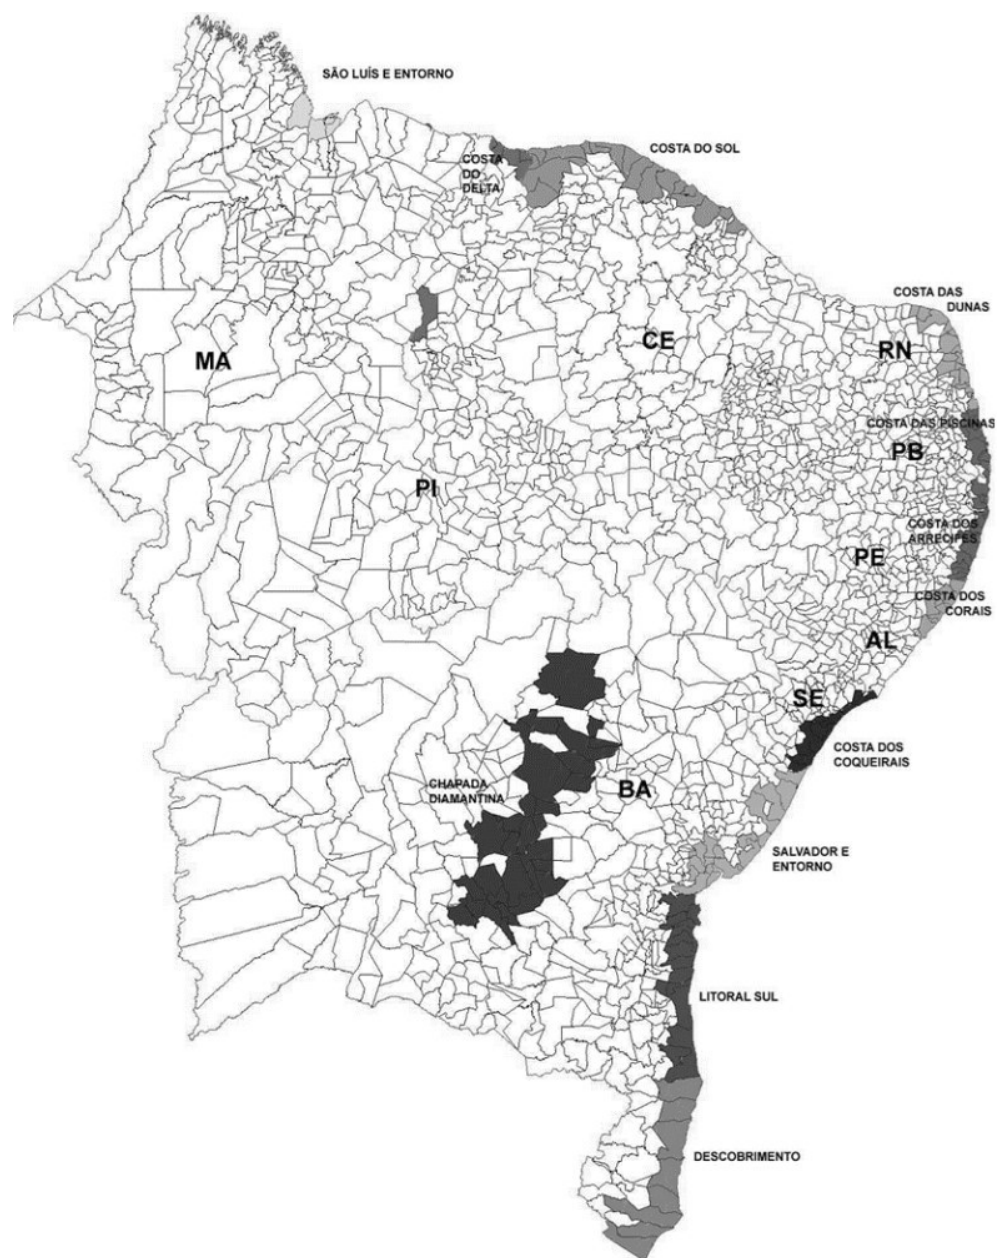 SÃO LUÍS E ENTORNO
COSTA DO SOL
COSTA
DO
DELTA
COSTA DAS
DUNAS
CE
RN
MA
COSTA DAS PISCINAS
PB
PI
COSTA DOS
ARRECIFES
PE
COSTA DOS
CORAIS
AL
SE
COSTA DOS
COQUEIRAIS
CHAPADA
DIAMANTINA
BA
SALVADOR E
ENTORNO
LITORAL SUL
DESCOBRIMENTO